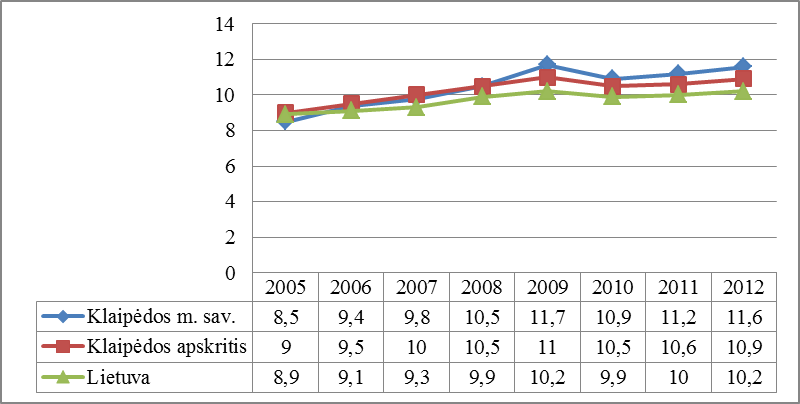 14
12
10
8
6
4
2
0
2005 2006 2007 2008 2009 2010 2011 2012
Klaipėdos m. sav. 8,5 9,4 9,8 10,5 11,7 10,9 11,2 11,6
Klaipėdos apskritis 9 9,5 10 10,5 11 10,5 10,6 10,9
Lietuva 8,9 9,1 9,3 9,9 10,2 9,9 10 10,2